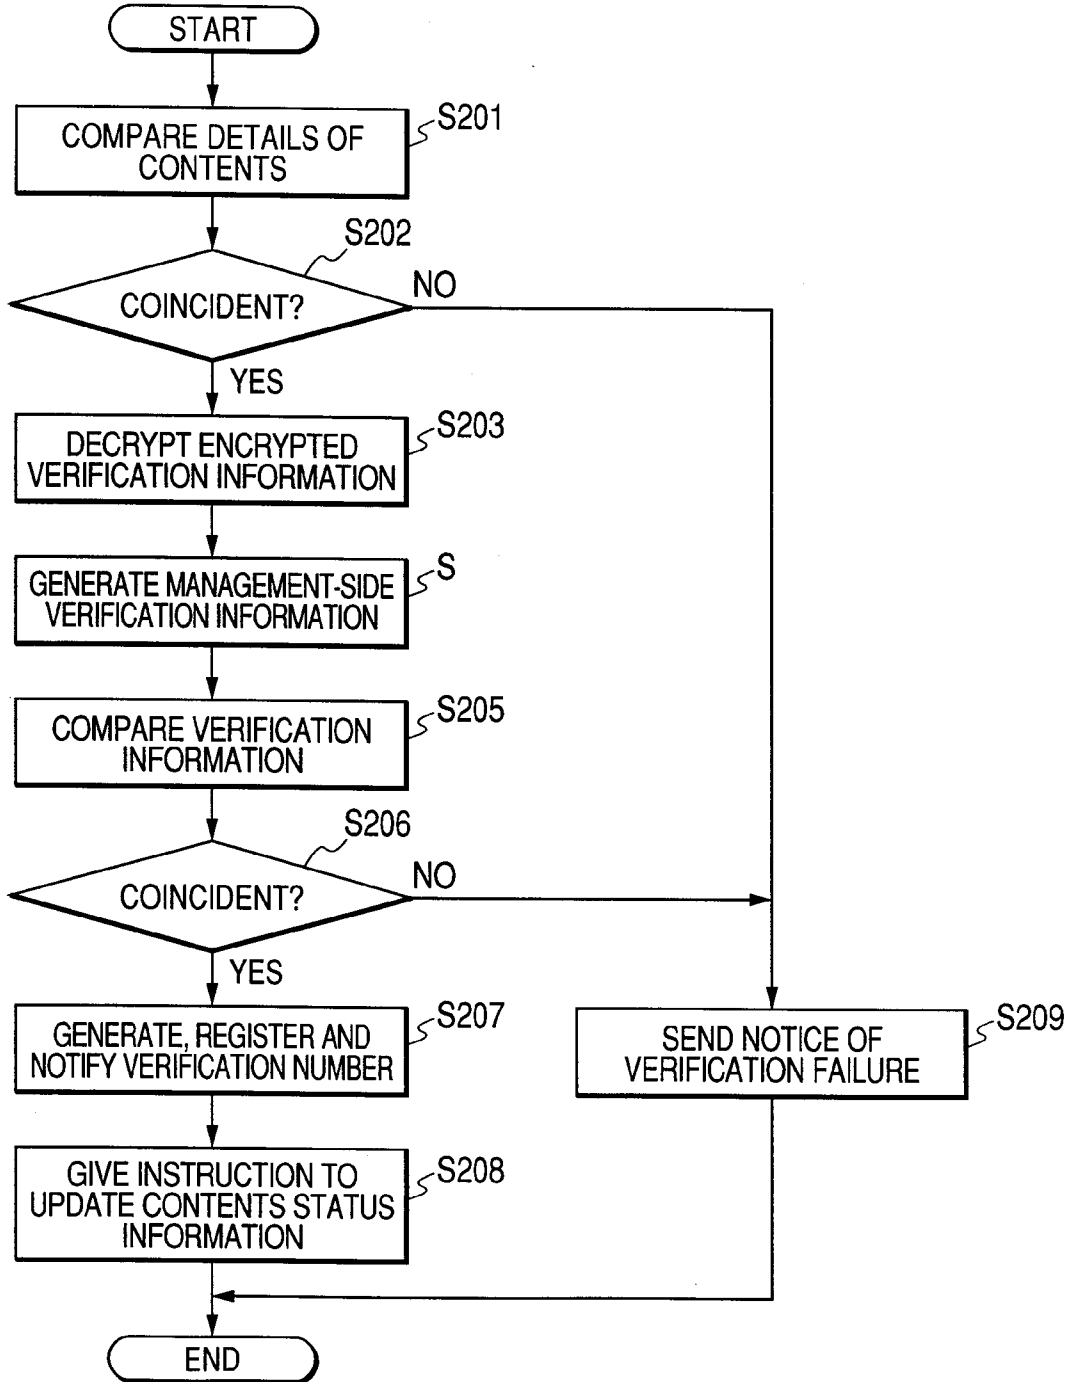 START
COMPARE DETAILS OF
CONTENTS
S201
S202
COINCIDENT?
NO
YES
DECRYPT ENCRYPTED
VERIFICATION INFORMATION
S203
GENERATE MANAGEMENT-SIDE
VERIFICATION INFORMATION
S
COMPARE VERIFICATION
INFORMATION
S205
S206
COINCIDENT?
NO
YES
GENERATE, REGISTER AND
NOTIFY VERIFICATION NUMBER
S207
SEND NOTICE OF
VERIFICATION FAILURE
S209
GIVE INSTRUCTION TO
UPDATE CONTENTS STATUS
INFORMATION
S208
END